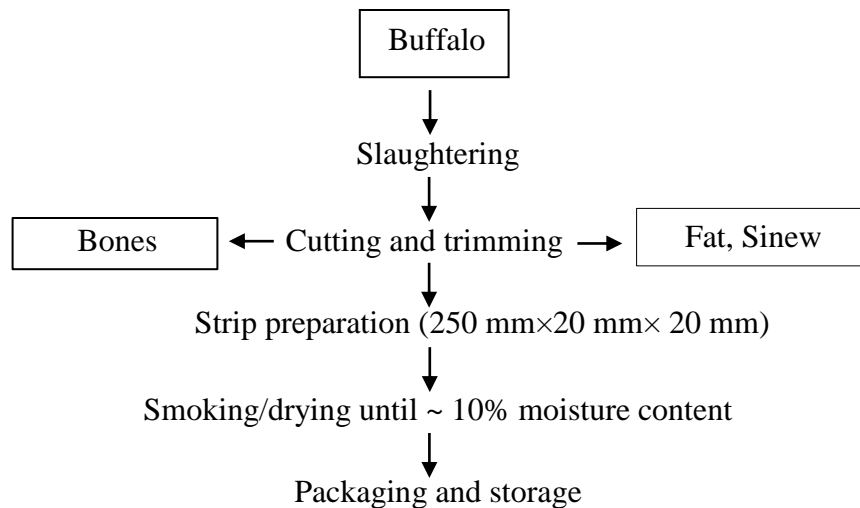 Buffalo
Slaughtering
Bones
Cutting and trimming
Fat, Sinew
Strip preparation (250 mm×20 mm× 20 mm)
Smoking/drying until ~ 10% moisture content
Packaging and storage